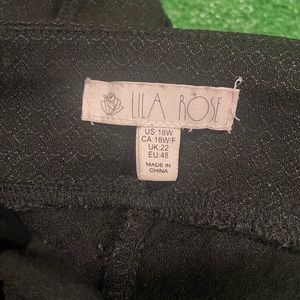 LILA ROSE
US:18W
CA:18W/F
UK:22
EU:48
MADE IN
CHINA